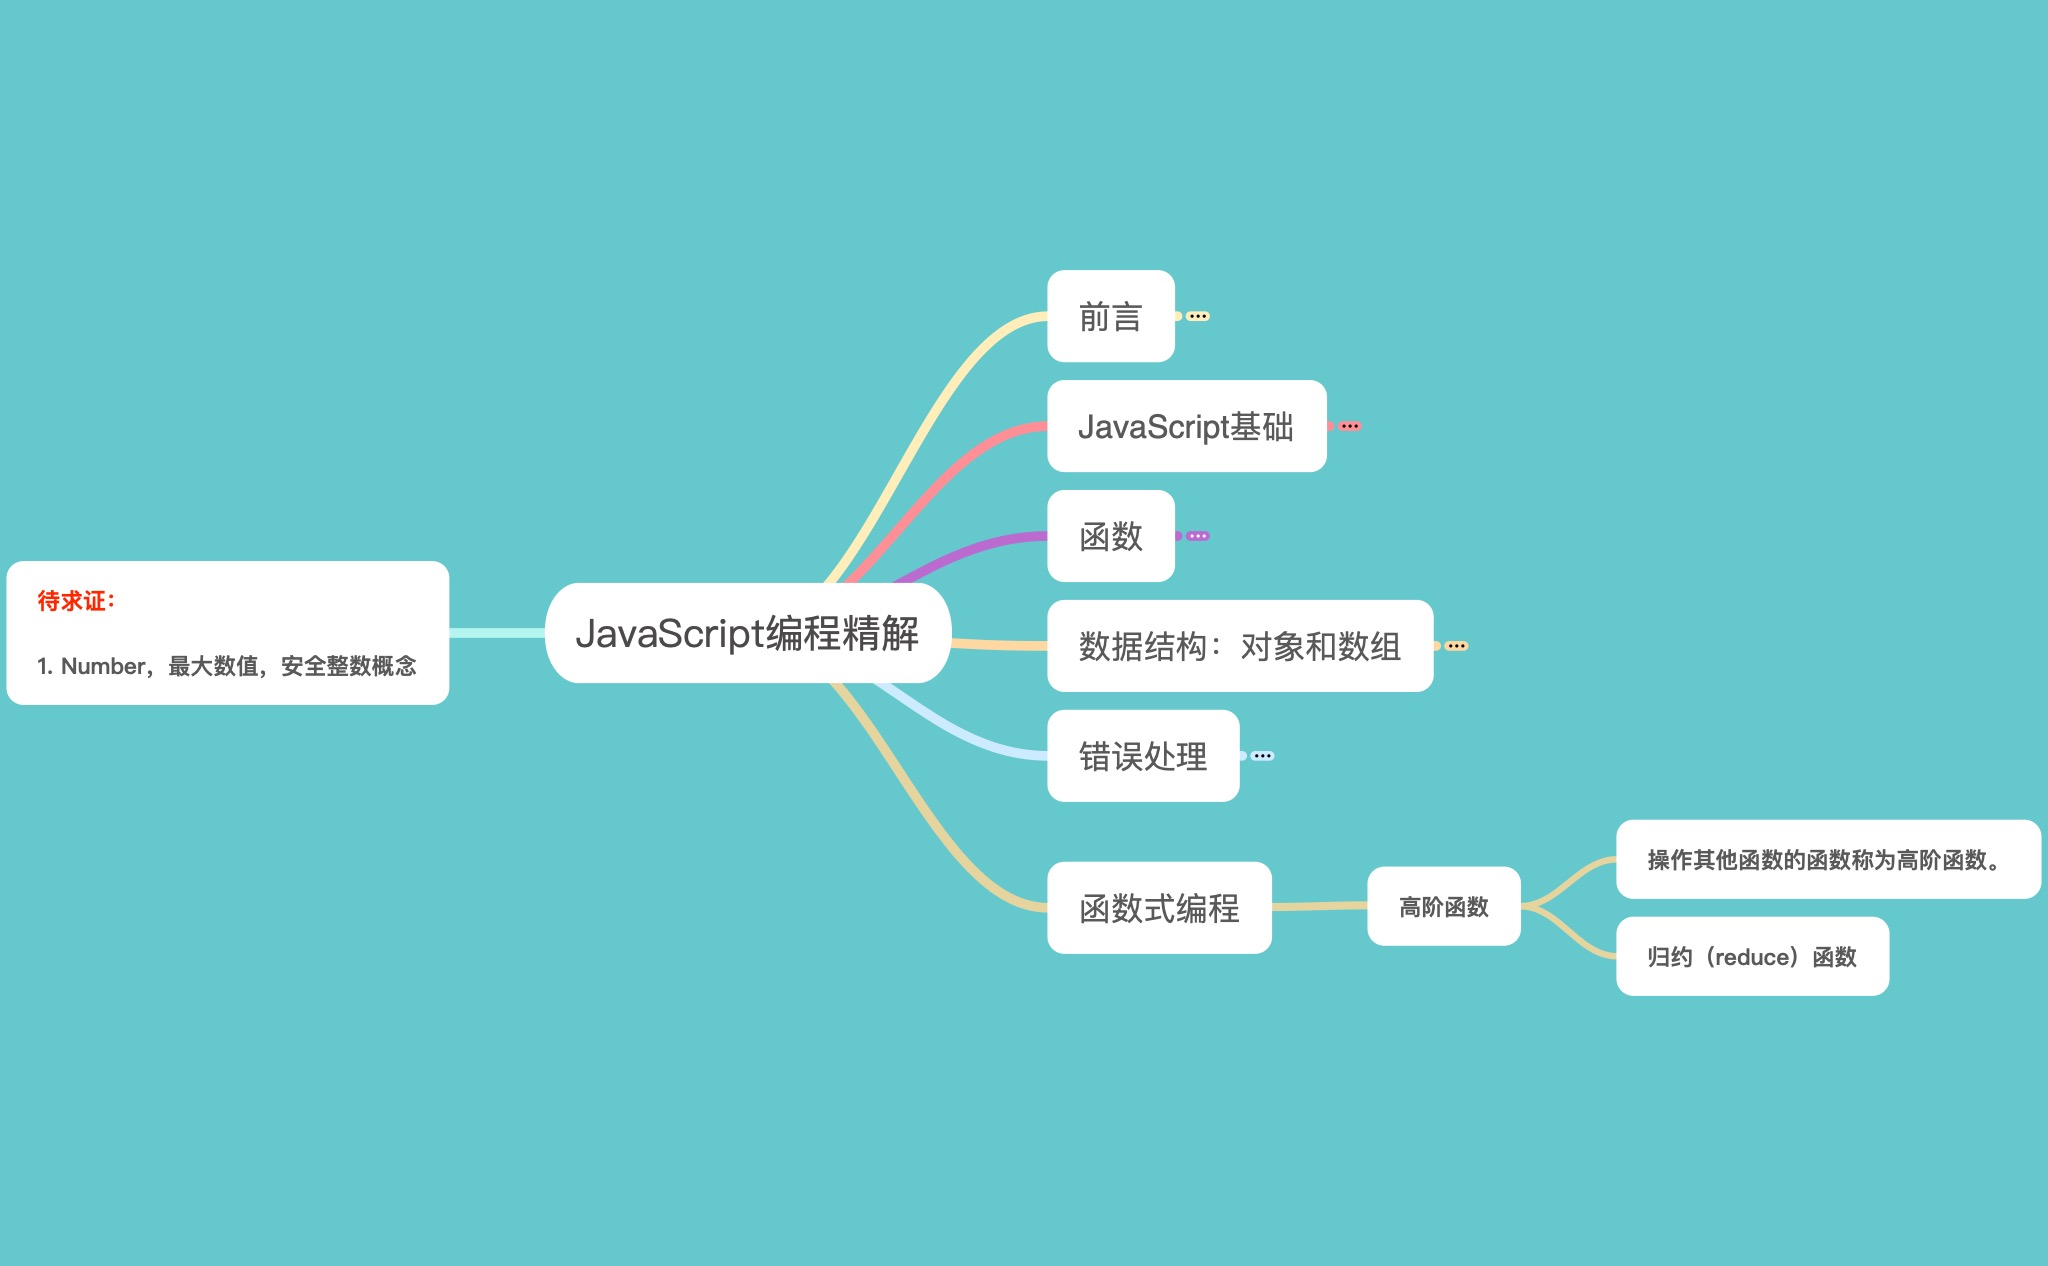 待求证：
1. Number，最大数值，安全整数概念
JavaScript编程精解
前言
JavaScript基础
函数
数据结构：对象和数组
错误处理
函数式编程
高阶函数
操作其他函数的函数称为高阶函数。
归约（reduce）函数